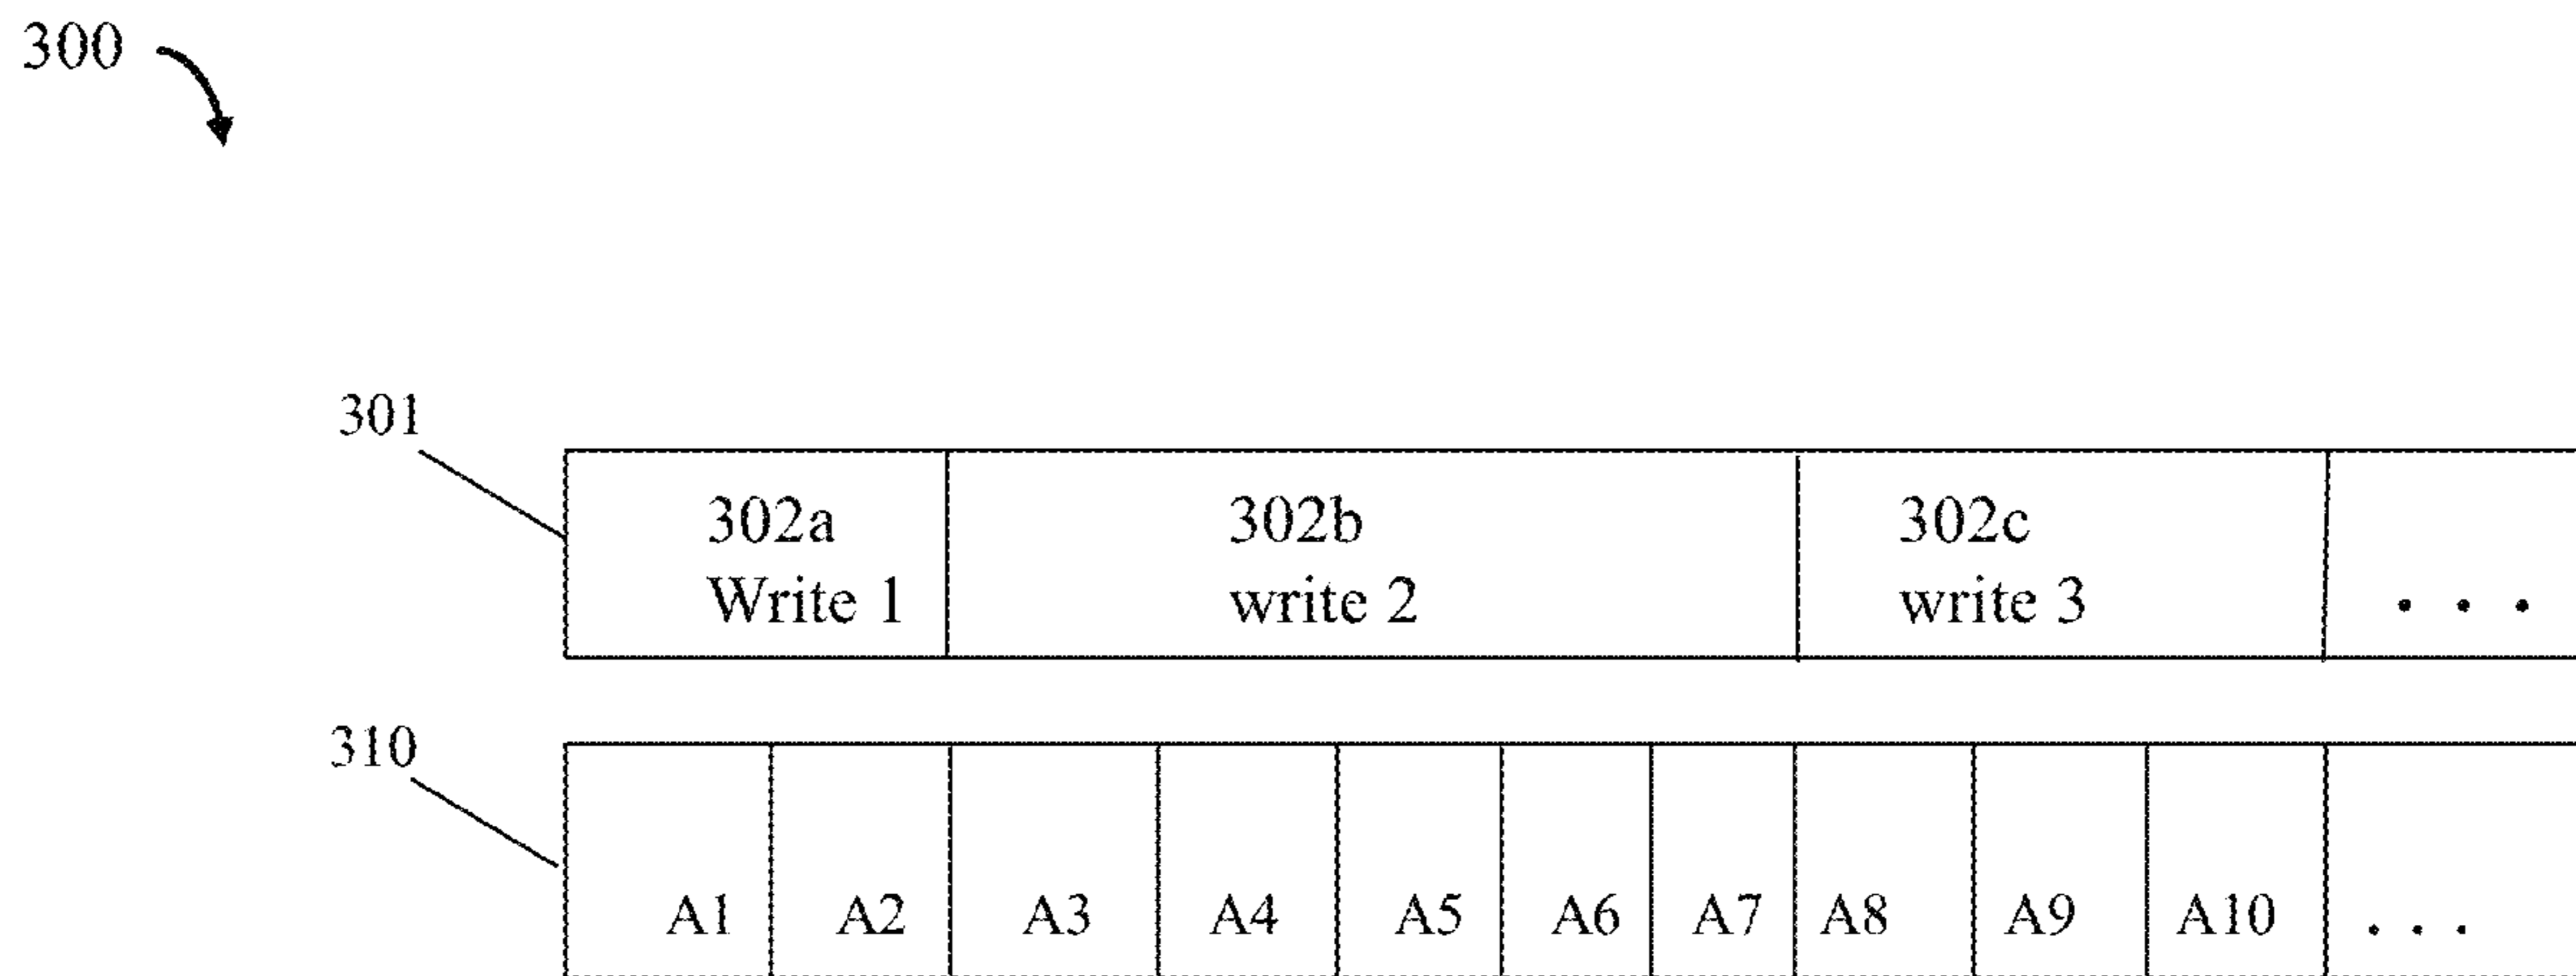 300
301
302a 302b 302c
Write 1 write 2 write 3 . . .
310
A1 A2 A3 A4 A5 A6 A7 A8 A9 A10 . . .